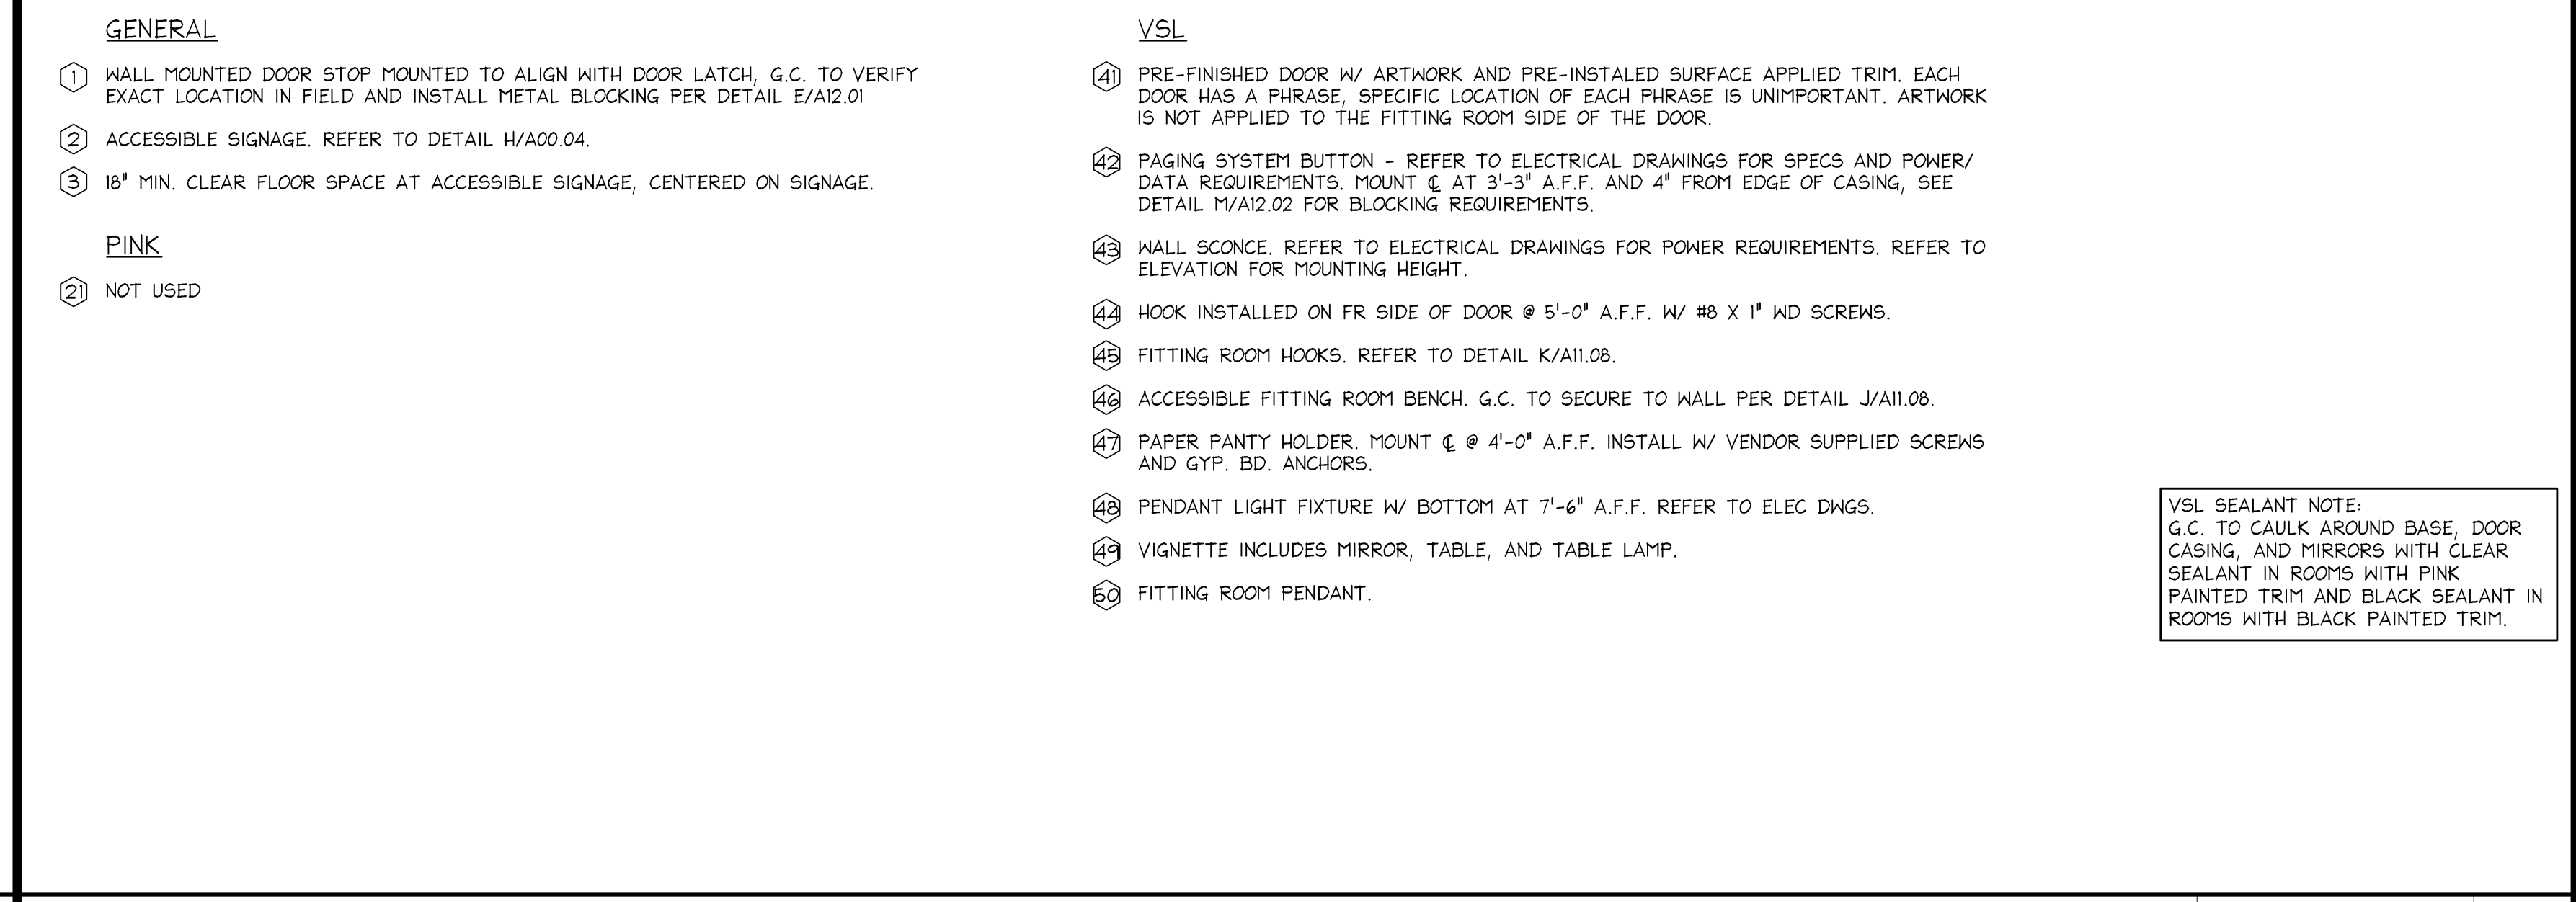 GENERAL
1 WALL MOUNTED DOOR STOP MOUNTED TO ALIGN WITH DOOR LATCH, G.C. TO VERIFY
EXACT LOCATION IN FIELD AND INSTALL METAL BLOCKING PER DETAIL E/A12.01
2 ACCESSIBLE SIGNAGE. REFER TO DETAIL H/A00.04.
3 18" MIN. CLEAR FLOOR SPACE AT ACCESSIBLE SIGNAGE, CENTERED ON SIGNAGE.
PINK
21 NOT USED
VSL
41 PRE-FINISHED DOOR W/ ARTWORK AND PRE-INSTALED SURFACE APPLIED TRIM. EACH
DOOR HAS A PHRASE, SPECIFIC LOCATION OF EACH PHRASE IS UNIMPORTANT. ARTWORK
IS NOT APPLIED TO THE FITTING ROOM SIDE OF THE DOOR.
42 PAGING SYSTEM BUTTON - REFER TO ELECTRICAL DRAWINGS FOR SPECS AND POWER/
DATA REQUIREMENTS. MOUNT ℄ AT 3'-3" A.F.F. AND 4" FROM EDGE OF CASING, SEE
DETAIL M/A12.02 FOR BLOCKING REQUIREMENTS.
43 WALL SCONCE. REFER TO ELECTRICAL DRAWINGS FOR POWER REQUIREMENTS. REFER TO
ELEVATION FOR MOUNTING HEIGHT.
44 HOOK INSTALLED ON FR SIDE OF DOOR @ 5'-0" A.F.F. W/ #8 X 1" WD SCREWS.
45 FITTING ROOM HOOKS. REFER TO DETAIL K/A11.08.
46 ACCESSIBLE FITTING ROOM BENCH. G.C. TO SECURE TO WALL PER DETAIL J/A11.08.
47 PAPER PANTY HOLDER. MOUNT ℄ @ 4'-0" A.F.F. INSTALL W/ VENDOR SUPPLIED SCREWS
AND GYP. BD. ANCHORS.
48 PENDANT LIGHT FIXTURE W/ BOTTOM AT 7'-6" A.F.F. REFER TO ELEC DWGS.
49 VIGNETTE INCLUDES MIRROR, TABLE, AND TABLE LAMP.
50 FITTING ROOM PENDANT.
VSL SEALANT NOTE:
G.C. TO CAULK AROUND BASE, DOOR
CASING, AND MIRRORS WITH CLEAR
SEALANT IN ROOMS WITH PINK
PAINTED TRIM AND BLACK SEALANT IN
ROOMS WITH BLACK PAINTED TRIM.